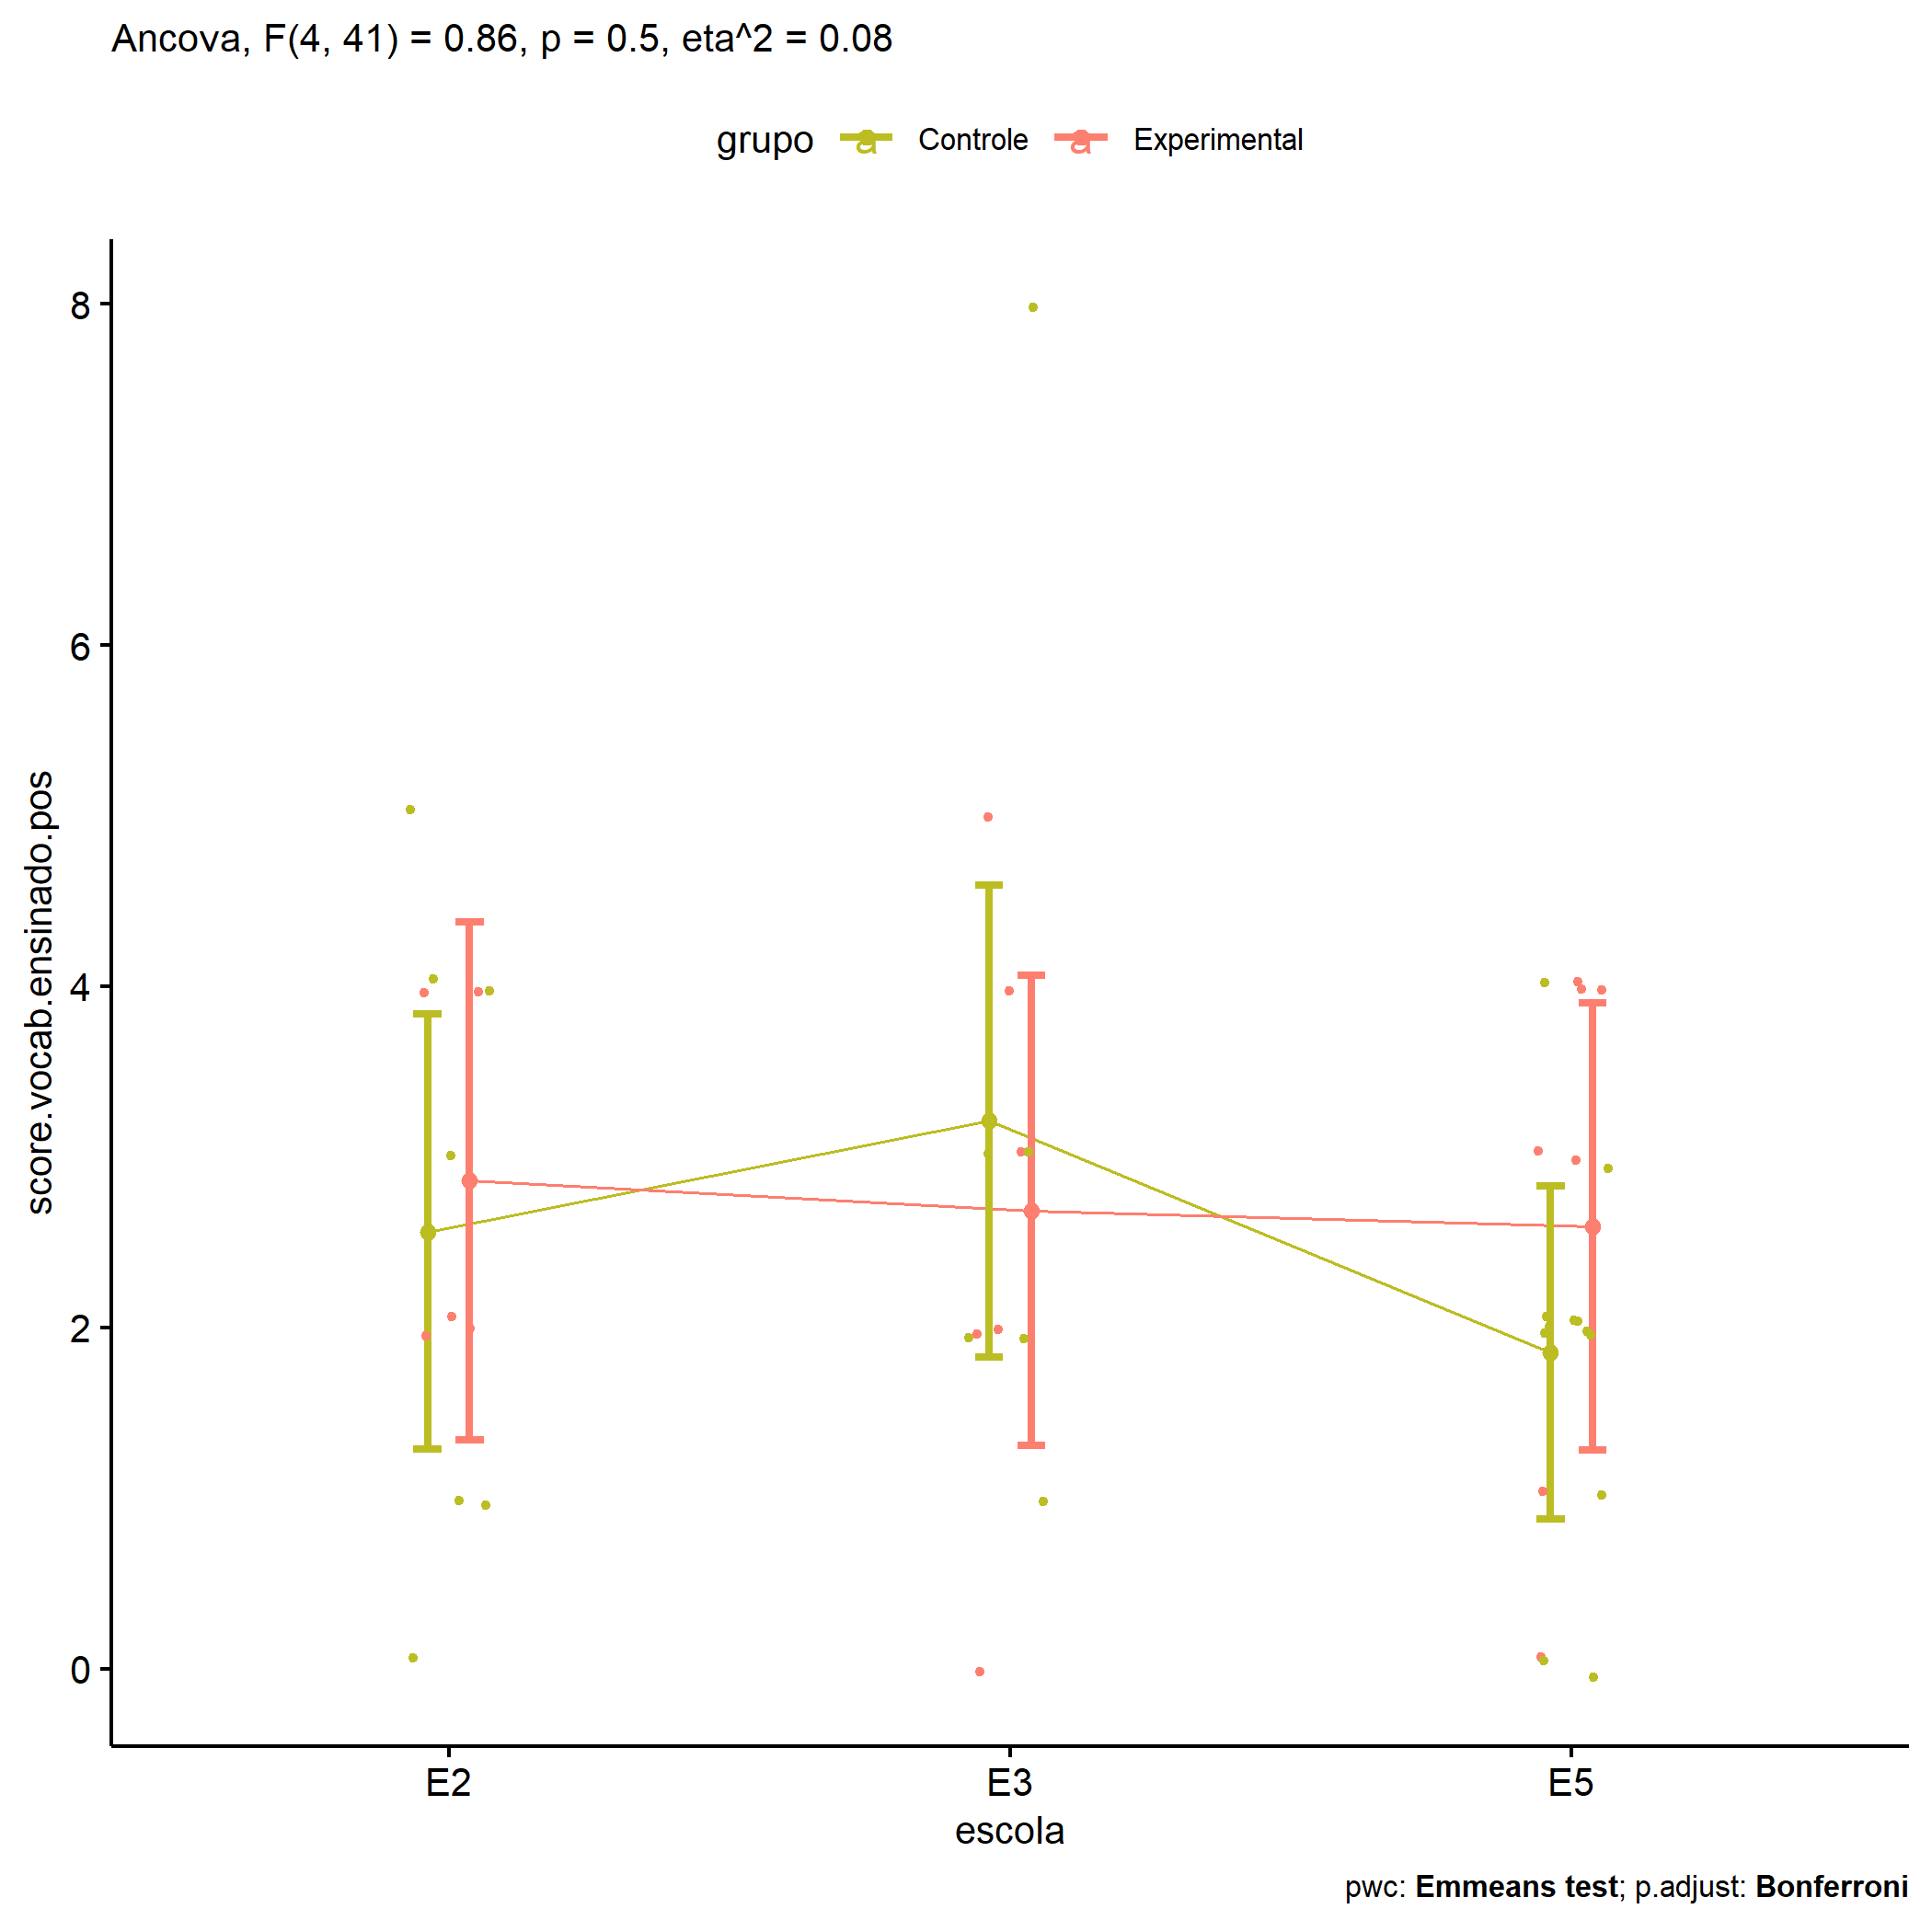 Ancova, F(4, 41) = 0.86, p = 0.5, eta^2 = 0.08
grupo a Controle a Experimental
score.vocab.ensinado.pos
8
6
4
2
0
E2 E3 E5
escola
pwc: Emmeans test; p.adjust: Bonferroni